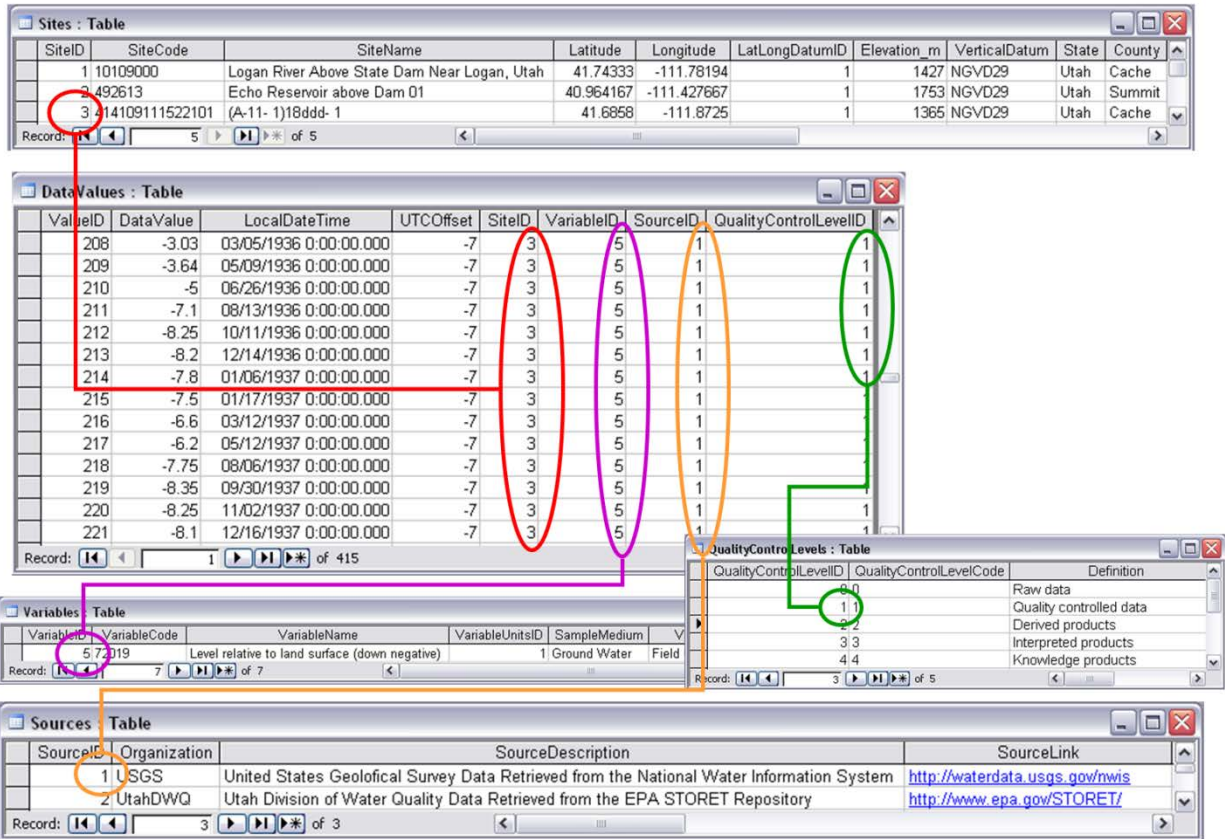 Sites : Table
SiteID SiteCode SiteName Latitude Longitude LatLongDatumID Elevation_m VerticalDatum State County
1 10109000 Logan River Above State Dam Near Logan, Utah 41.74333 -111.78194 1 1427 NGVD29 Utah Cache
2 492613 Echo Reservoir above Dam 01 40.964167 -111.427667 1 1753 NGVD29 Utah Summit
3 414109111522101 (A-11- 1)18ddd- 1 41.6858 -111.8725 1 1365 NGVD29 Utah Cache
Record: 5 of 5
DataValues : Table
ValueID DataValue LocalDateTime UTCOffset SiteID VariableID SourceID QualityControlLevelID
208 -3.03 03/05/1936 0:00:00.000 -7 3 5 1 1
209 -3.64 05/09/1936 0:00:00.000 -7 3 5 1 1
210 -5 06/26/1936 0:00:00.000 -7 3 5 1 1
211 -7.1 08/13/1936 0:00:00.000 -7 3 5 1 1
212 -8.25 10/11/1936 0:00:00.000 -7 3 5 1 1
213 -8.2 12/14/1936 0:00:00.000 -7 3 5 1 1
214 -7.8 01/06/1937 0:00:00.000 -7 3 5 1 1
215 -7.5 01/17/1937 0:00:00.000 -7 3 5 1 1
216 -6.6 03/12/1937 0:00:00.000 -7 3 5 1 1
217 -6.2 05/12/1937 0:00:00.000 -7 3 5 1 1
218 -7.75 08/06/1937 0:00:00.000 -7 3 5 1 1
219 -8.35 09/30/1937 0:00:00.000 -7 3 5 1 1
220 -8.25 11/02/1937 0:00:00.000 -7 3 5 1 1
221 -8.1 12/16/1937 0:00:00.000 -7 3 5 1 1
Record: 1 of 415
QualityControlLevels : Table
QualityControlLevelID QualityControlLevelCode Definition
0 0 Raw data
1 1 Quality controlled data
2 2 Derived products
3 3 Interpreted products
4 4 Knowledge products
Record: 3 of 5
Variables : Table
VariableID VariableCode VariableName VariableUnitsID SampleMedium V
5 72019 Level relative to land surface (down negative) 1 Ground Water Field
Record: 7 of 7
Sources : Table
SourceID Organization SourceDescription SourceLink
1 USGS United States Geolofical Survey Data Retrieved from the National Water Information System http://waterdata.usgs.gov/nwis
2 UtahDWQ Utah Division of Water Quality Data Retrieved from the EPA STORET Repository http://www.epa.gov/STORET/
Record: 3 of 3